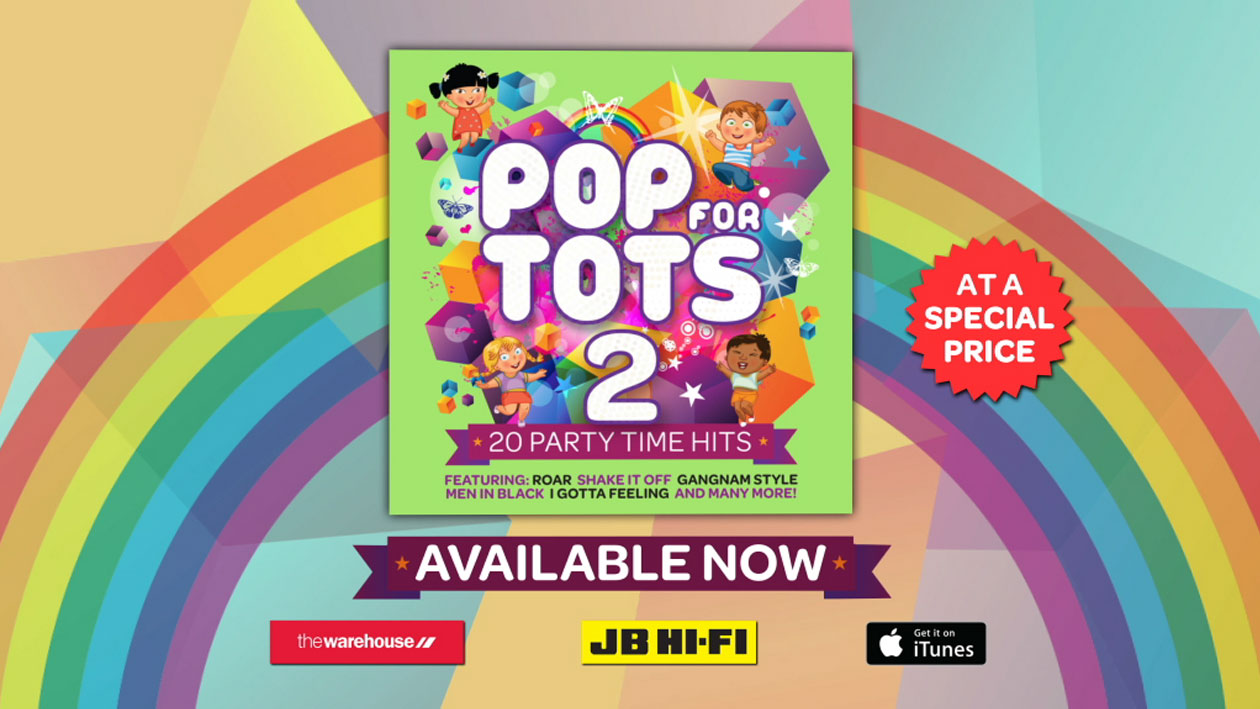 POP
FOR
TOTS
2
20 PARTY TIME HITS
FEATURING: ROAR SHAKE IT OFF GANGNAM STYLE
MEN IN BLACK I GOTTA FEELING AND MANY MORE!
AT A
SPECIAL
PRICE
AVAILABLE NOW
thewarehouse
JB HI-FI
Get it on
iTunes